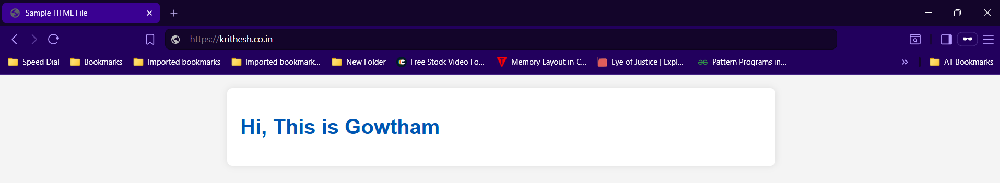 Sample HTML File
https://krithesh.co.in
Speed Dial Bookmarks Imported bookmarks Imported bookmark... New Folder Free Stock Video Fo... Memory Layout in C... Eye of Justice | Expl... Pattern Programs in... » All Bookmarks
Hi, This is Gowtham